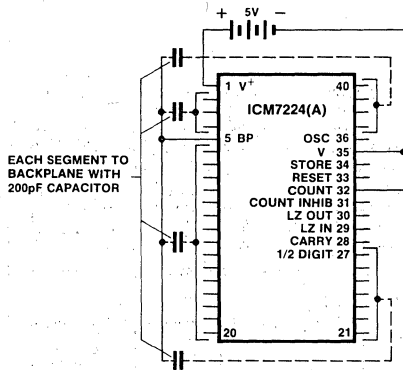 + 5V −
1 V+ 40
ICM7224(A)
5 BP OSC 36
V 35
STORE 34
RESET 33
COUNT 32
COUNT INHIB 31
LZ OUT 30
LZ IN 29
CARRY 28
1/2 DIGIT 27
20 21
EACH SEGMENT TO
BACKPLANE WITH
200pF CAPACITOR